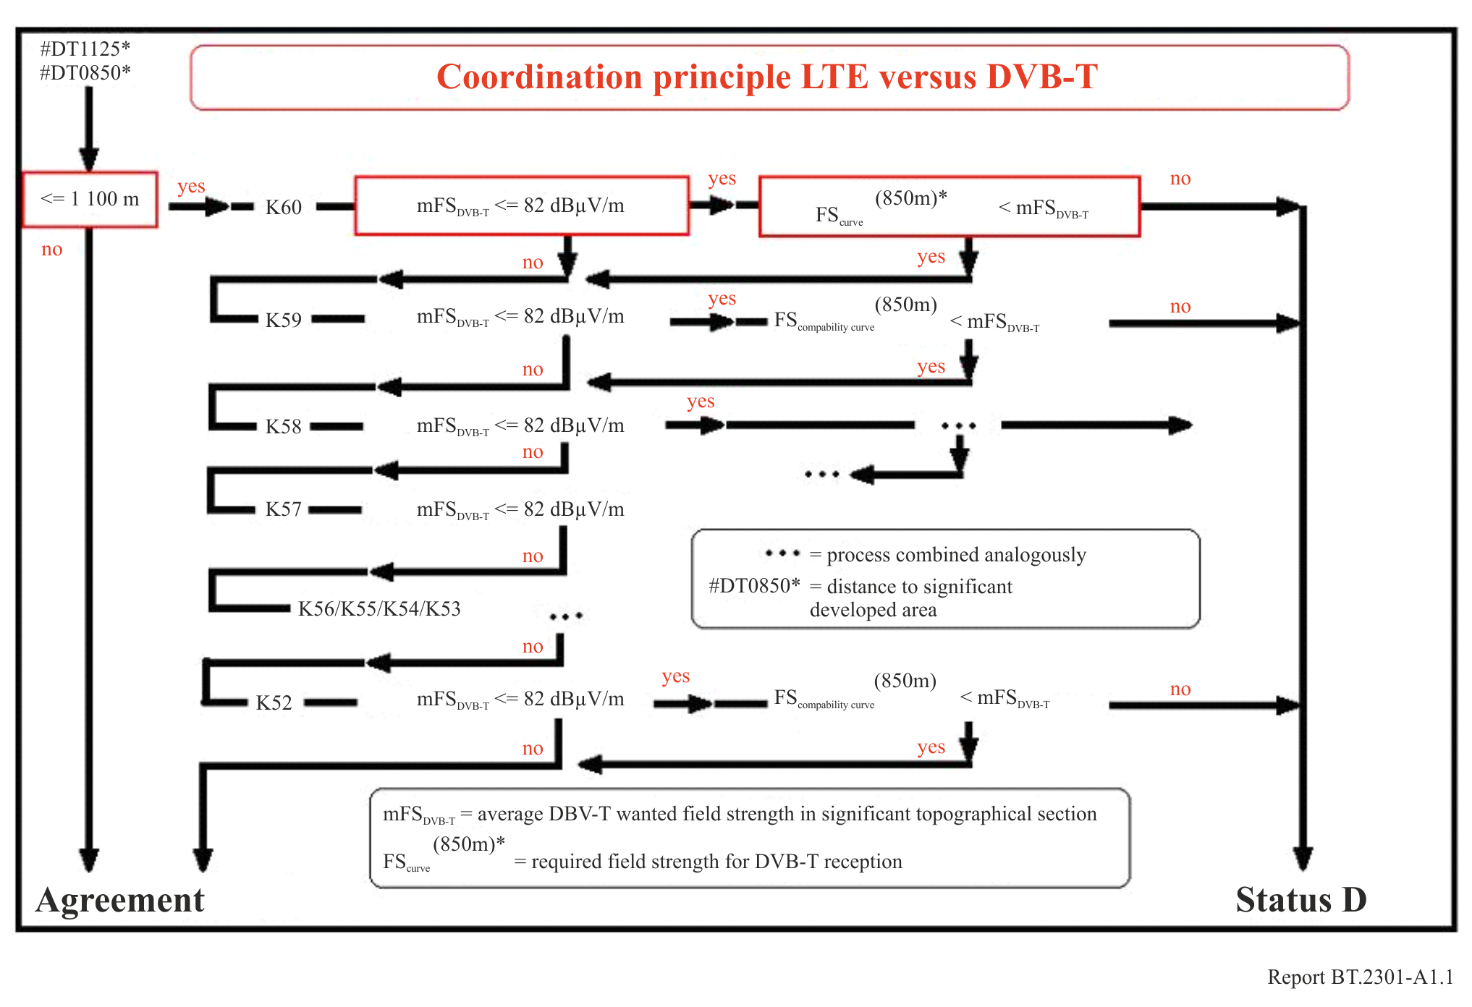 #DT1125*
#DT0850*
Coordination principle LTE versus DVB-T
<= 1 100 m
yes
K60
mFSDVB-T <= 82 dBµV/m
yes
FScurve (850m)* < mFSDVB-T
no
no
no
yes
K59
mFSDVB-T <= 82 dBµV/m
yes
FScompability curve (850m) < mFSDVB-T
no
no
yes
K58
mFSDVB-T <= 82 dBµV/m
yes
...
no
...
K57
mFSDVB-T <= 82 dBµV/m
no
... = process combined analogously
#DT0850* = distance to significant
developed area
K56/K55/K54/K53
...
no
K52
mFSDVB-T <= 82 dBµV/m
yes
FScompability curve (850m) < mFSDVB-T
no
no
yes
mFSDVB-T = average DBV-T wanted field strength in significant topographical section
FScurve (850m)* = required field strength for DVB-T reception
Agreement
Status D
Report BT.2301-A1.1